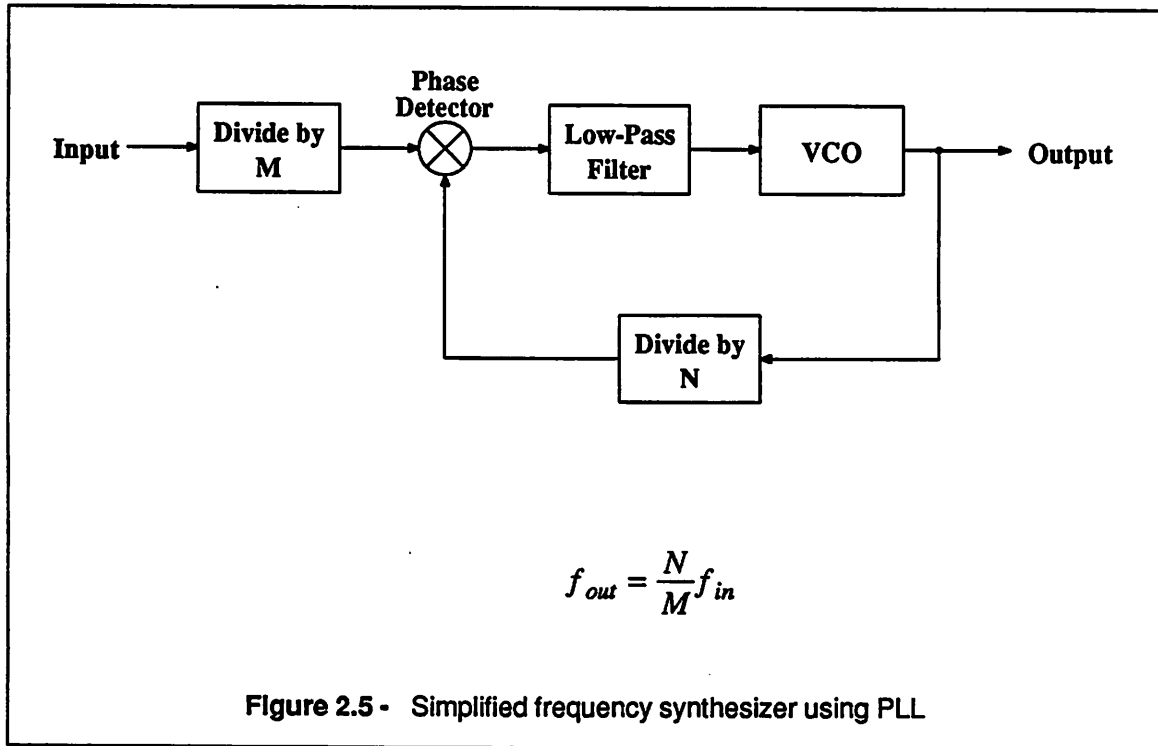 Phase
Detector
Input
Divide by
M
Low-Pass
Filter
VCO
Output
Divide by
N
f_out = N/M f_in
Figure 2.5 - Simplified frequency synthesizer using PLL